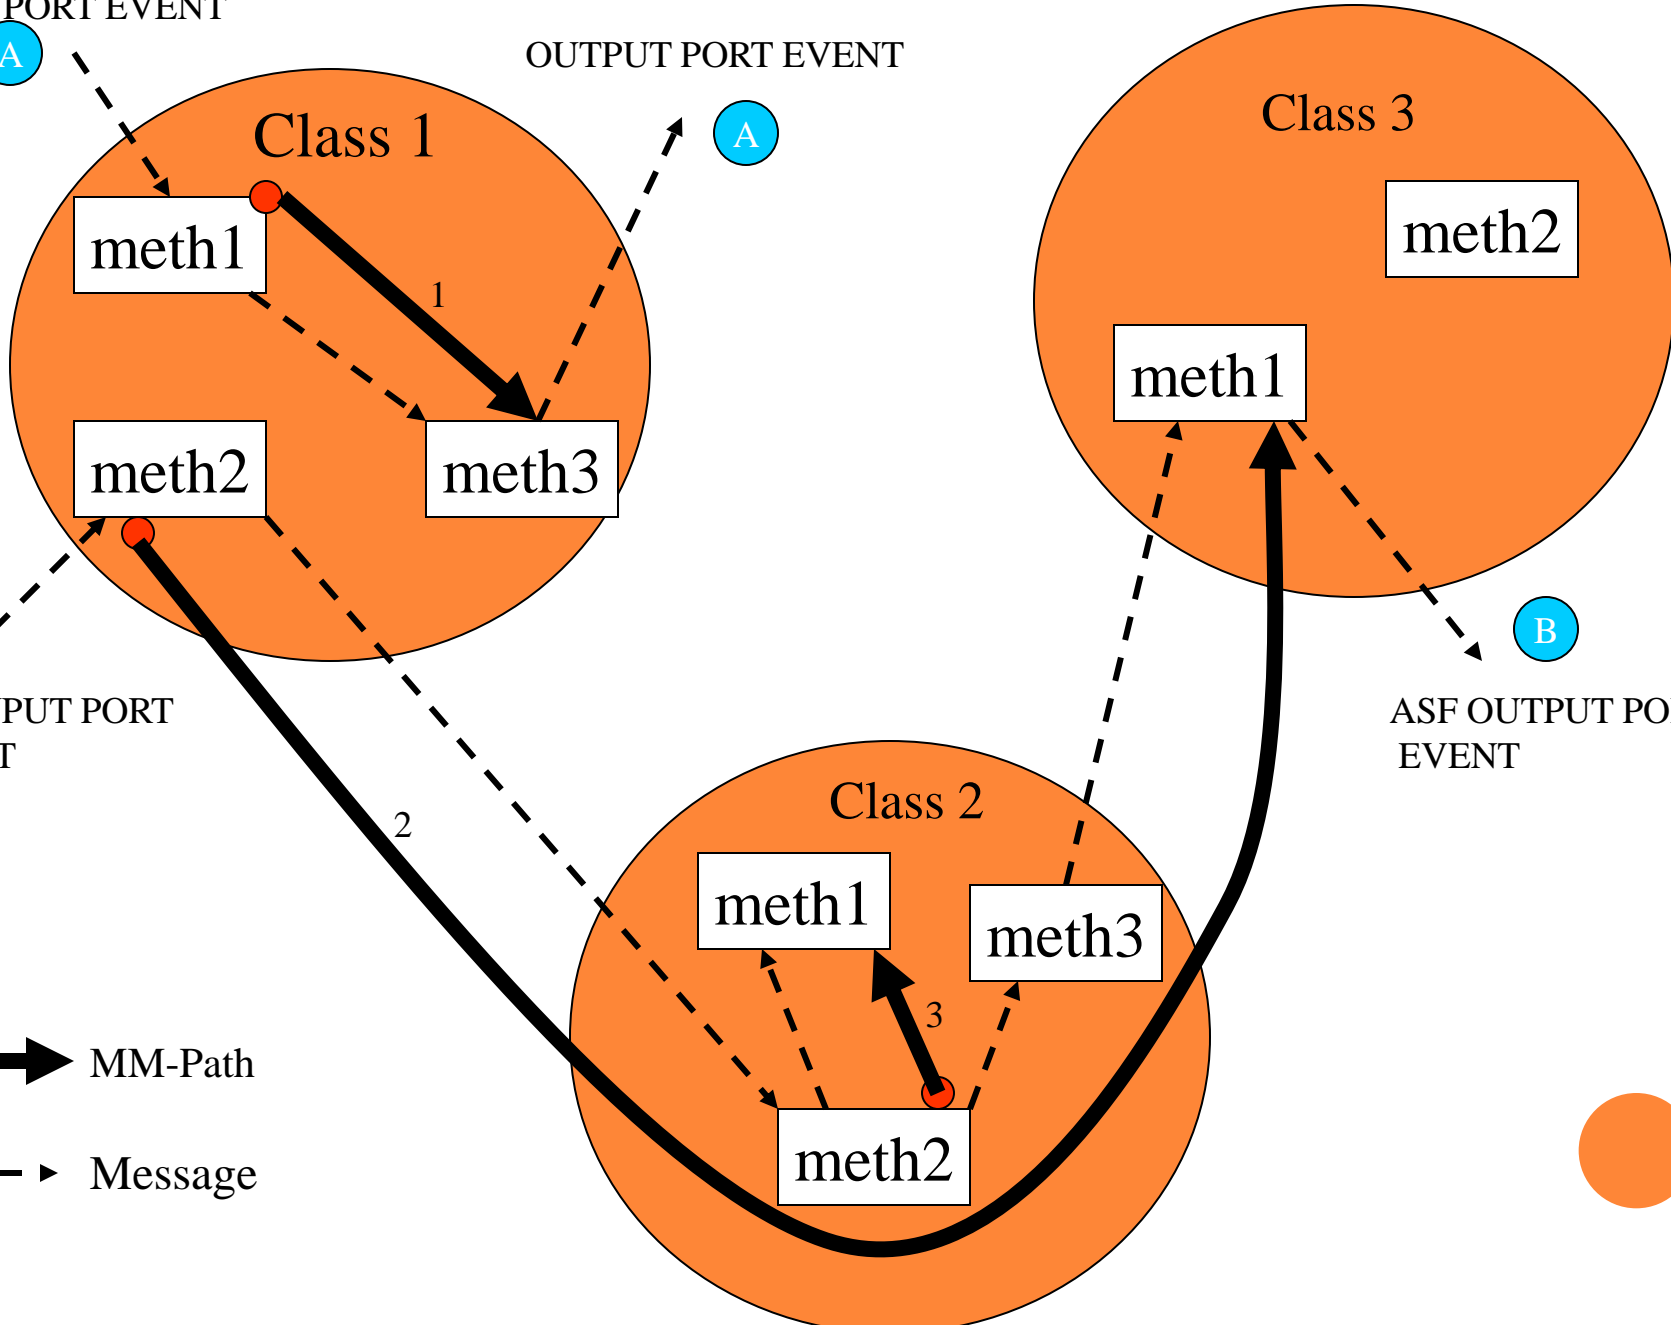 PORT EVENT
A
OUTPUT PORT EVENT
A
Class 1
Class 3
meth1
meth2
1
meth1
meth2
meth3
B
PUT PORT
T
ASF OUTPUT PO
EVENT
Class 2
2
meth1
meth3
3
MM-Path
meth2
Message